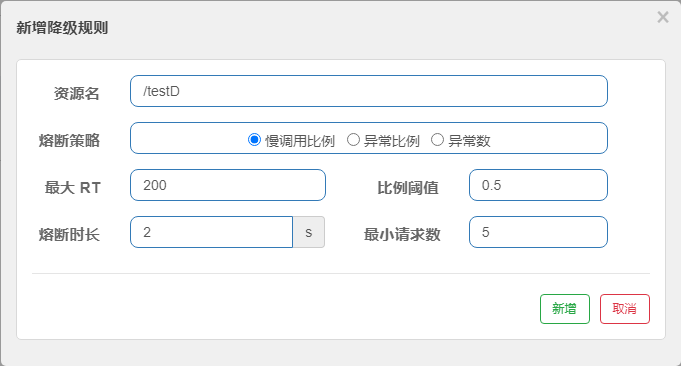 新增降级规则
资源名 /testD
熔断策略 慢调用比例 异常比例 异常数
最大 RT 200 比例阈值 0.5
熔断时长 2 s 最小请求数 5
新增 取消